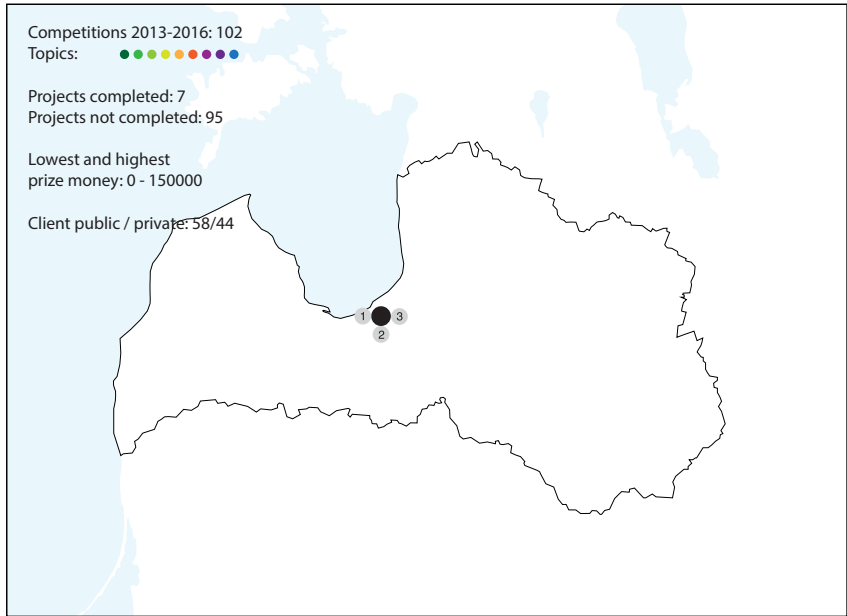 Competitions 2013-2016: 102
Topics:
Projects completed: 7
Projects not completed: 95
Lowest and highest
prize money: 0 - 150000
Client public / private: 58/44
1
3
2